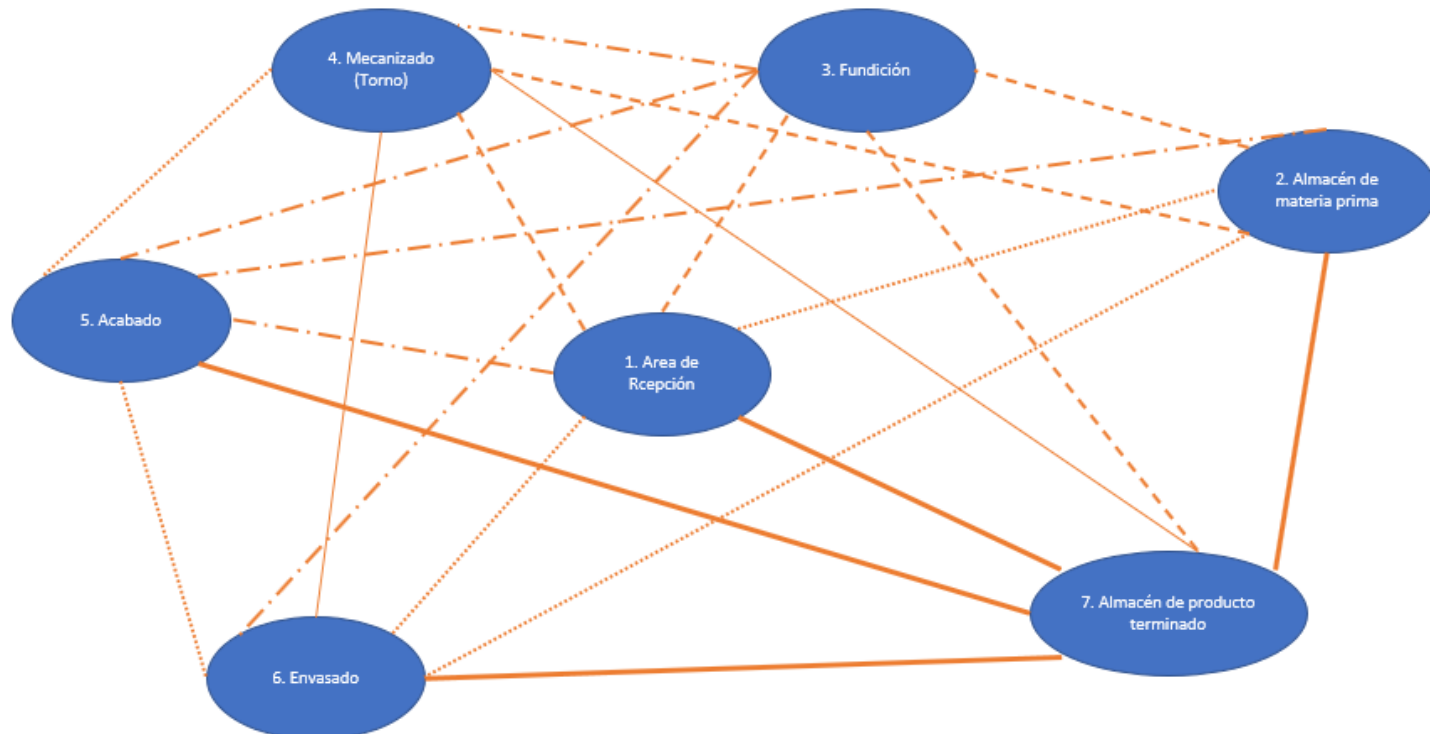 4. Mecanizado
(Torno)
3. Fundición
2. Almacén de
materia prima
5. Acabado
1. Area de
Rcepción
7. Almacén de producto
terminado
6. Envasado